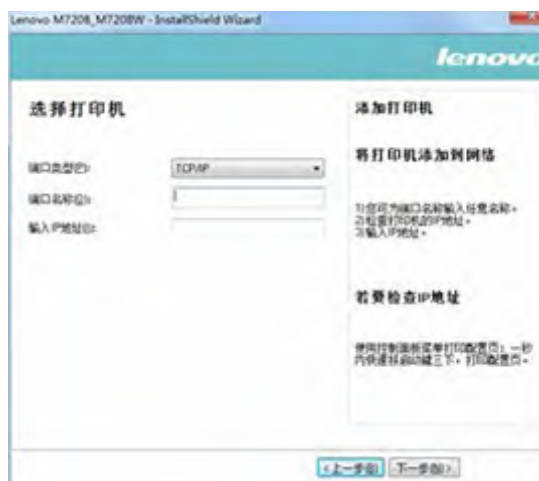 Lenovo M7208_M7208W - InstallShield Wizard
lenovo
选择打印机
端口类型(P):
TCP/IP
端口名称(Q):
输入IP地址(I):
添加打印机
将打印机添加到网络
1)您可为端口名称输入任意名称。
2)检查打印机的IP地址。
3)输入IP地址。
若要检查IP地址
使用控制面板菜单打印配置页: 一秒
内快速按启动键三下, 打印配置页。
<上一步(B)
下一步(N)>